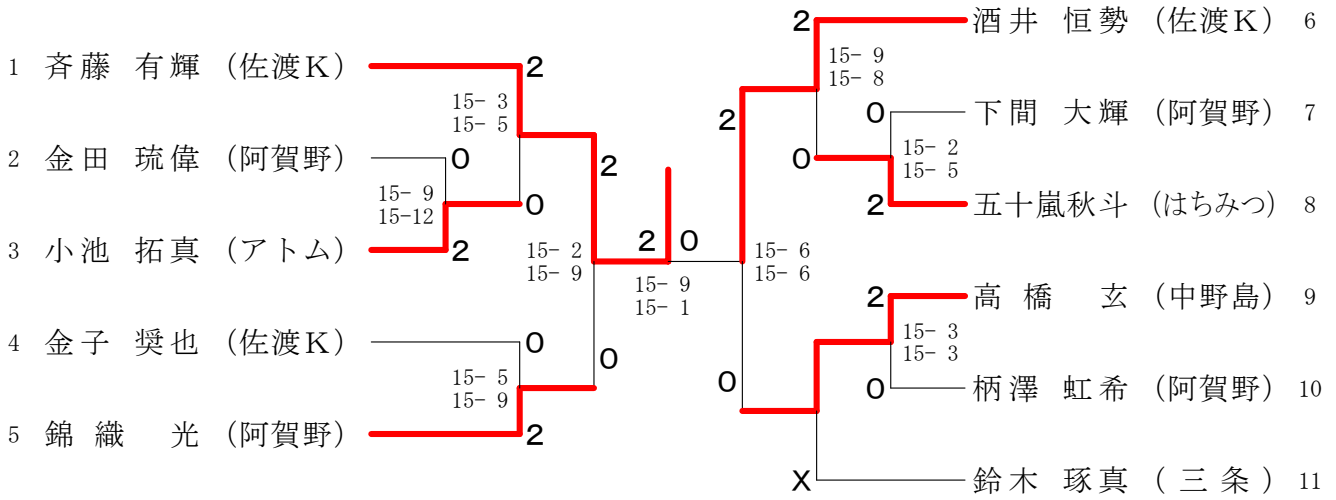 1 斉藤 有輝 (佐渡K)
2
15- 3
15- 5
2 金田 琉偉 (阿賀野)
0
2
15- 9
15-12
0
3 小池 拓真 (アトム)
2
15- 2
15- 9
4 金子 奨也 (佐渡K)
0
0
15- 5
15- 9
5 錦織 光 (阿賀野)
2
2 0
15- 9
15- 1
2
酒井 恒勢 (佐渡K) 6
15- 9
15- 8
2
0
下間 大輝 (阿賀野) 7
0
15- 2
15- 5
2
五十嵐秋斗 (はちみつ) 8
15- 6
15- 6
2
高橋 玄 (中野島) 9
15- 3
15- 3
0
0
柄澤 虹希 (阿賀野) 10
X
鈴木 琢真 (三条) 11